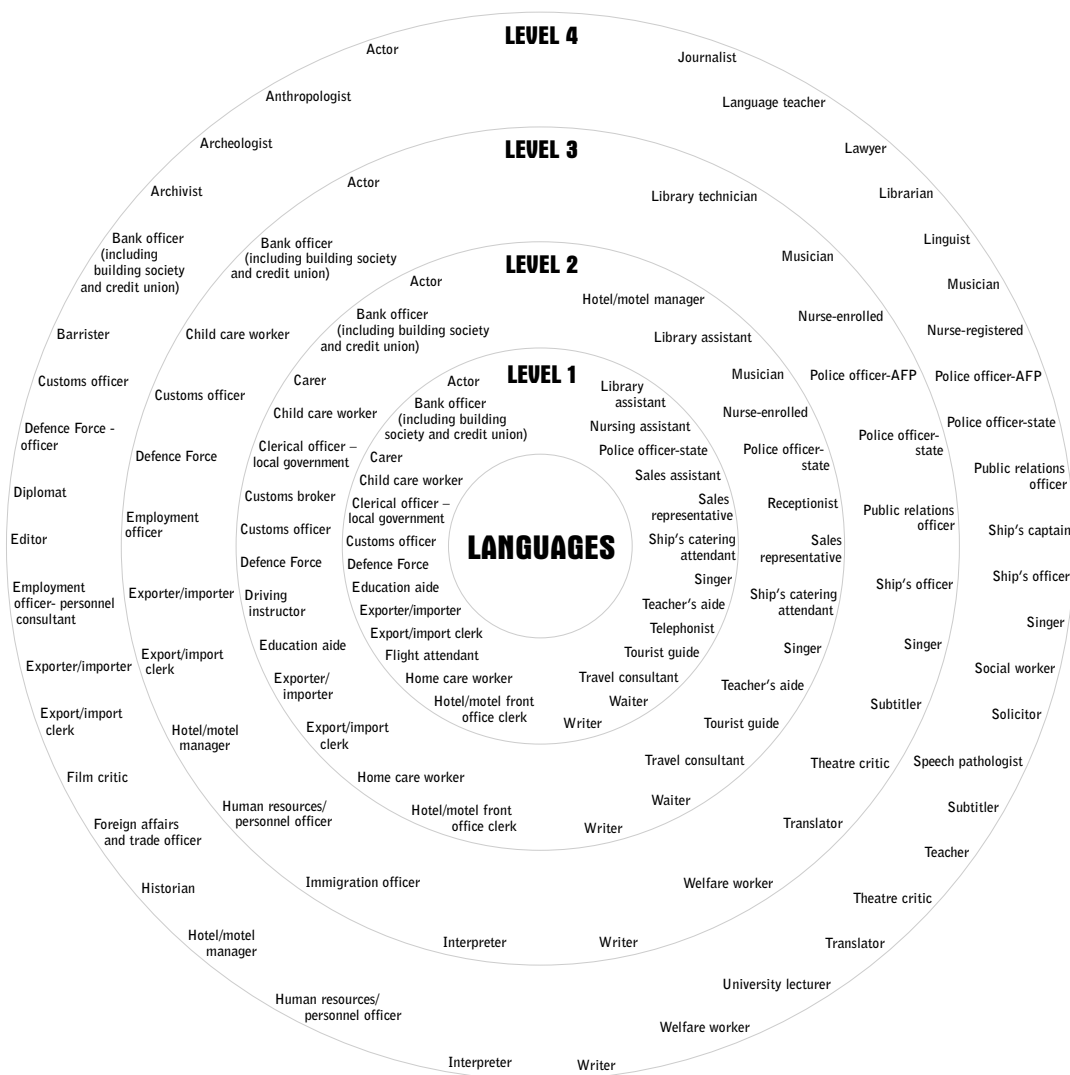 LEVEL 4
Actor
Anthropologist
Archeologist
Archivist
Bank officer
(including
building society
and credit union)
Barrister
Customs officer
Defence Force -
officer
Diplomat
Editor
Employment
officer- personnel
consultant
Exporter/importer
Export/import
clerk
Film critic
Foreign affairs
and trade officer
Historian
Hotel/motel
manager
Human resources/
personnel officer
Interpreter
Journalist
Language teacher
Lawyer
Librarian
Linguist
Musician
Nurse-registered
Police officer-AFP
Police officer-state
Public relations
officer
Ship's captain
Ship's officer
Singer
Social worker
Solicitor
Speech pathologist
Subtitler
Teacher
Theatre critic
Translator
University lecturer
Welfare worker
Writer
LEVEL 3
Actor
Bank officer
(including building society
and credit union)
Child care worker
Customs officer
Defence Force
Employment
officer
Exporter/importer
Export/import
clerk
Hotel/motel
manager
Human resources/
personnel officer
Immigration officer
Interpreter
Library technician
Musician
Nurse-enrolled
Police officer-AFP
Police officer-
state
Public relations
officer
Ship's officer
Singer
Subtitler
Theatre critic
Translator
Welfare worker
Writer
LEVEL 2
Actor
Bank officer
(including building society
and credit union)
Carer
Child care worker
Clerical officer –
local government
Customs broker
Customs officer
Defence Force
Driving
instructor
Education aide
Exporter/
importer
Export/import
clerk
Home care worker
Hotel/motel front
office clerk
Hotel/motel manager
Library assistant
Musician
Nurse-enrolled
Police officer-
state
Receptionist
Sales
representative
Ship's catering
attendant
Singer
Teacher's aide
Tourist guide
Travel consultant
Waiter
Writer
LEVEL 1
Actor
Bank officer
(including building
society and credit union)
Carer
Child care worker
Clerical officer –
local government
Customs officer
Defence Force
Education aide
Exporter/importer
Export/import clerk
Flight attendant
Home care worker
Hotel/motel front
office clerk
Library
assistant
Nursing assistant
Police officer-state
Sales assistant
Sales
representative
Ship's catering
attendant
Singer
Teacher's aide
Telephonist
Tourist guide
Travel consultant
Waiter
Writer
LANGUAGES